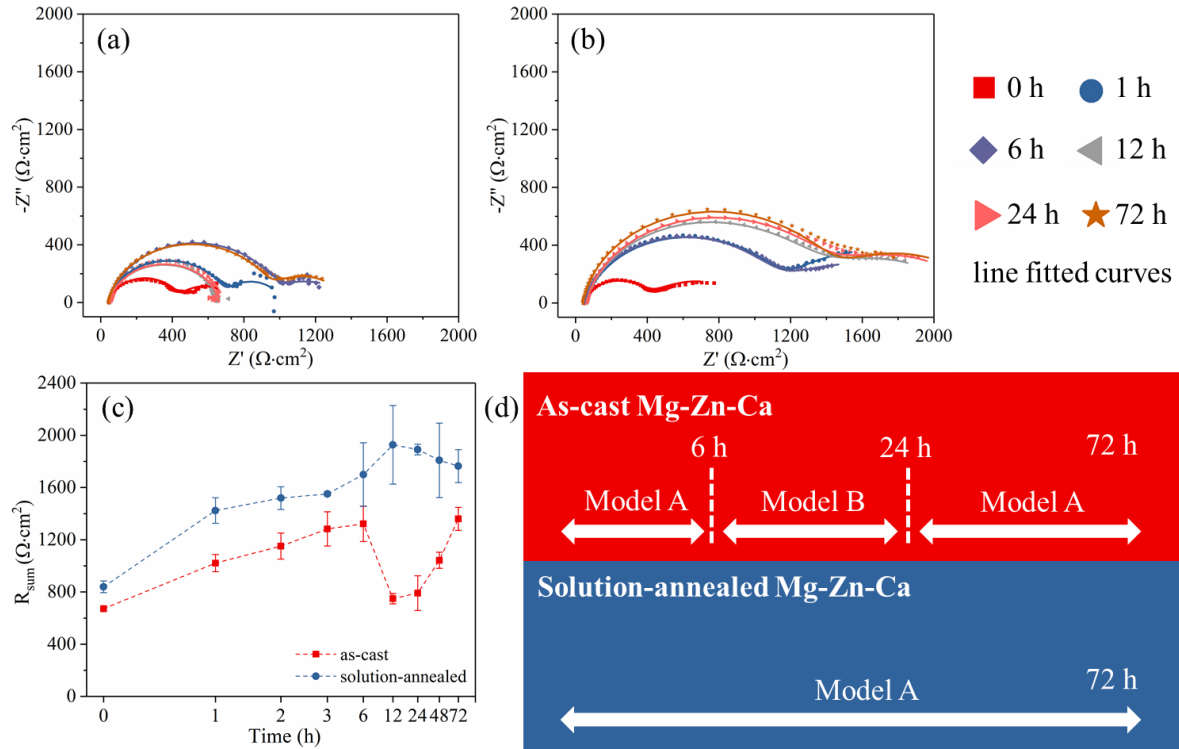 (a)
2000
1600
1200
800
400
0
-Z" (Ω·cm²)
0 400 800 1200 1600 2000
Z' (Ω·cm²)
(b)
2000
1600
1200
800
400
0
-Z" (Ω·cm²)
0 400 800 1200 1600 2000
Z' (Ω·cm²)
0 h 1 h
6 h 12 h
24 h 72 h
line fitted curves
(c)
2400
2000
1600
1200
800
400
0
Rsum (Ω·cm²)
as-cast
solution-annealed
0 1 2 3 6 12 24 48 72
Time (h)
(d)
As-cast Mg-Zn-Ca
6 h 24 h 72 h
Model A Model B Model A
Solution-annealed Mg-Zn-Ca
72 h
Model A